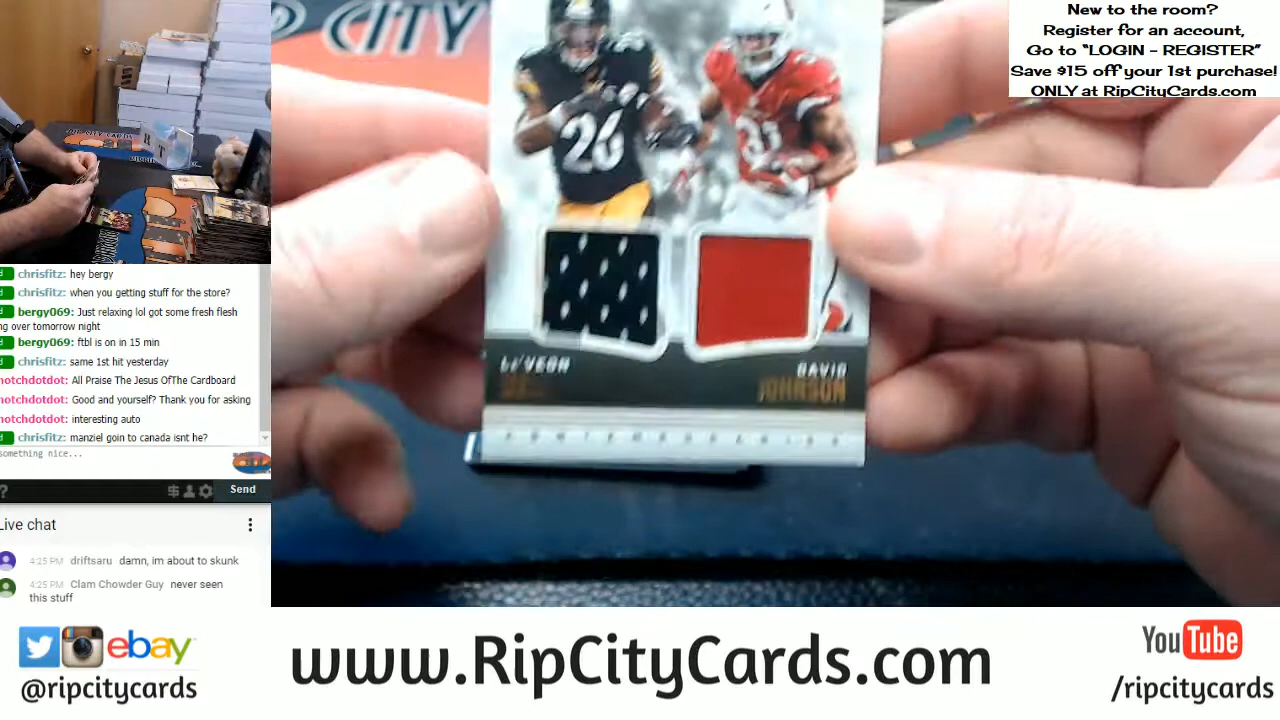 New to the room?
Register for an account,
Go to "LOGIN - REGISTER"
Save $15 off your 1st purchase!
ONLY at RipCityCards.com
CITY
26
31
LE'VEON
DAVID
JOHNSON
chrisfitz: hey bergy
chrisfitz: when you getting stuff for the store?
bergy069: Just relaxing lol got some fresh flesh
ng over tomorrow night
bergy069: ftbl is on in 15 min
chrisfitz: same 1st hit yesterday
notchdotdot: All Praise The Jesus OfThe Cardboard
notchdotdot: Good and yourself? Thank you for asking
notchdotdot: interesting auto
chrisfitz: manziel goin to canada isnt he?
something nice...
Send
Live chat
4:25 PM driftsaru damn, im about to skunk
4:25 PM Clam Chowder Guy never seen
this stuff
ebay
@ripcitycards
www.RipCityCards.com
YouTube
/ripcitycards